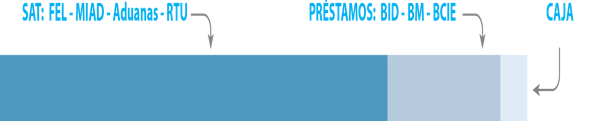 SAT: FEL - MIAD - Aduanas - RTU PRÉSTAMOS: BID - BM - BCIE CAJA